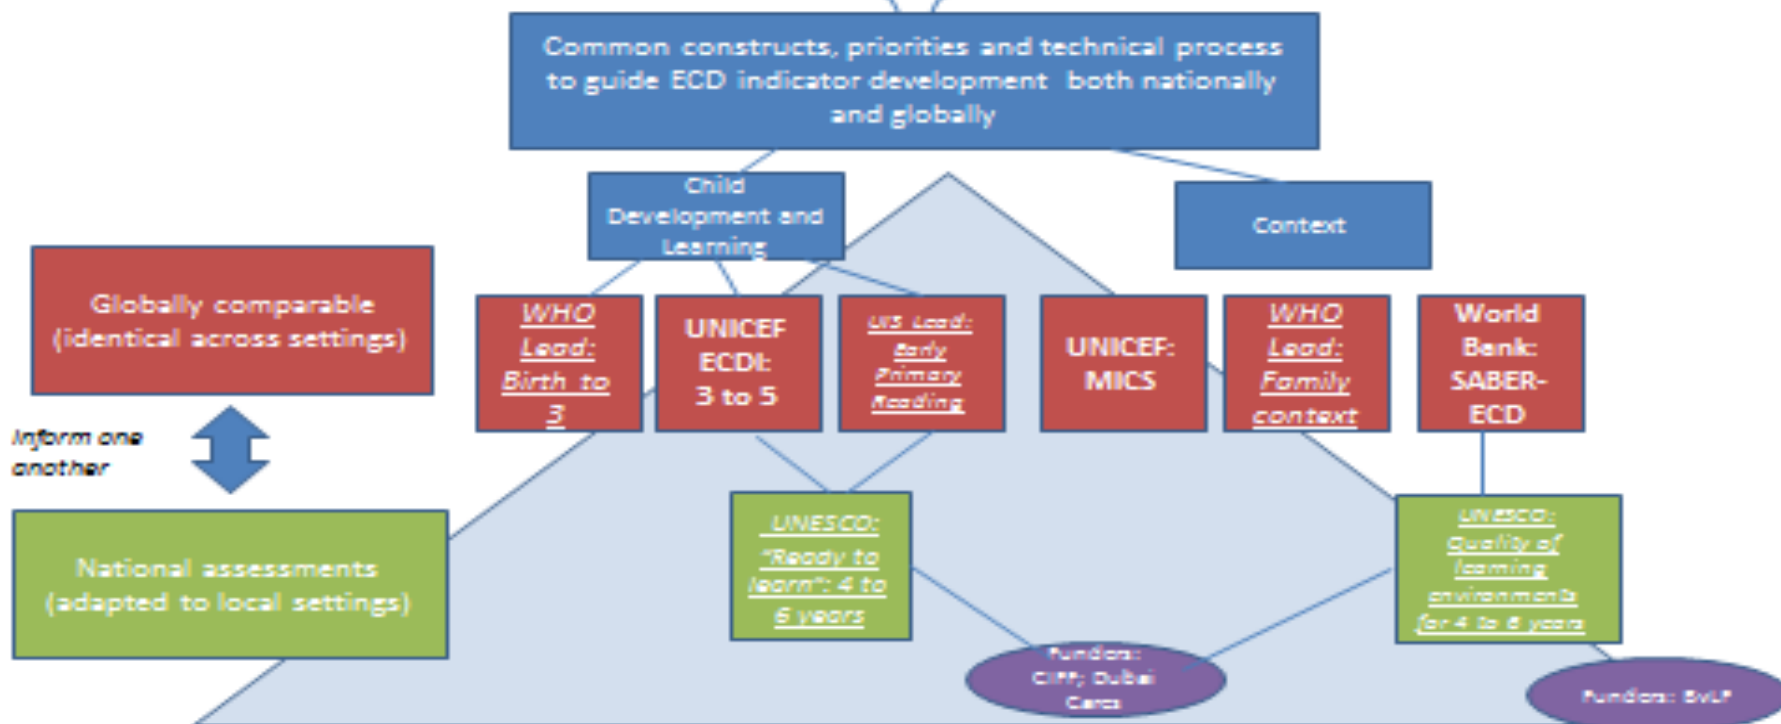 Common constructs, priorities and technical process
to guide ECD indicator development both nationally
and globally
Child
Development and
Learning
Context
Globally comparable
(identical across settings)
WHO
Lead:
Birth to
3
UNICEF
ECDI:
3 to 5
UIS Lead:
Early
Primary
Reading
UNICEF:
MICS
WHO
Lead:
Family
context
World
Bank:
SABER-
ECD
Inform one
another
National assessments
(adapted to local settings)
UNESCO:
"Ready to
learn": 4 to
6 years
UNESCO:
Quality of
learning
environments
for 4 to 6 years
Funders:
CIFF; Dubai
Cares
Funders: BvLF